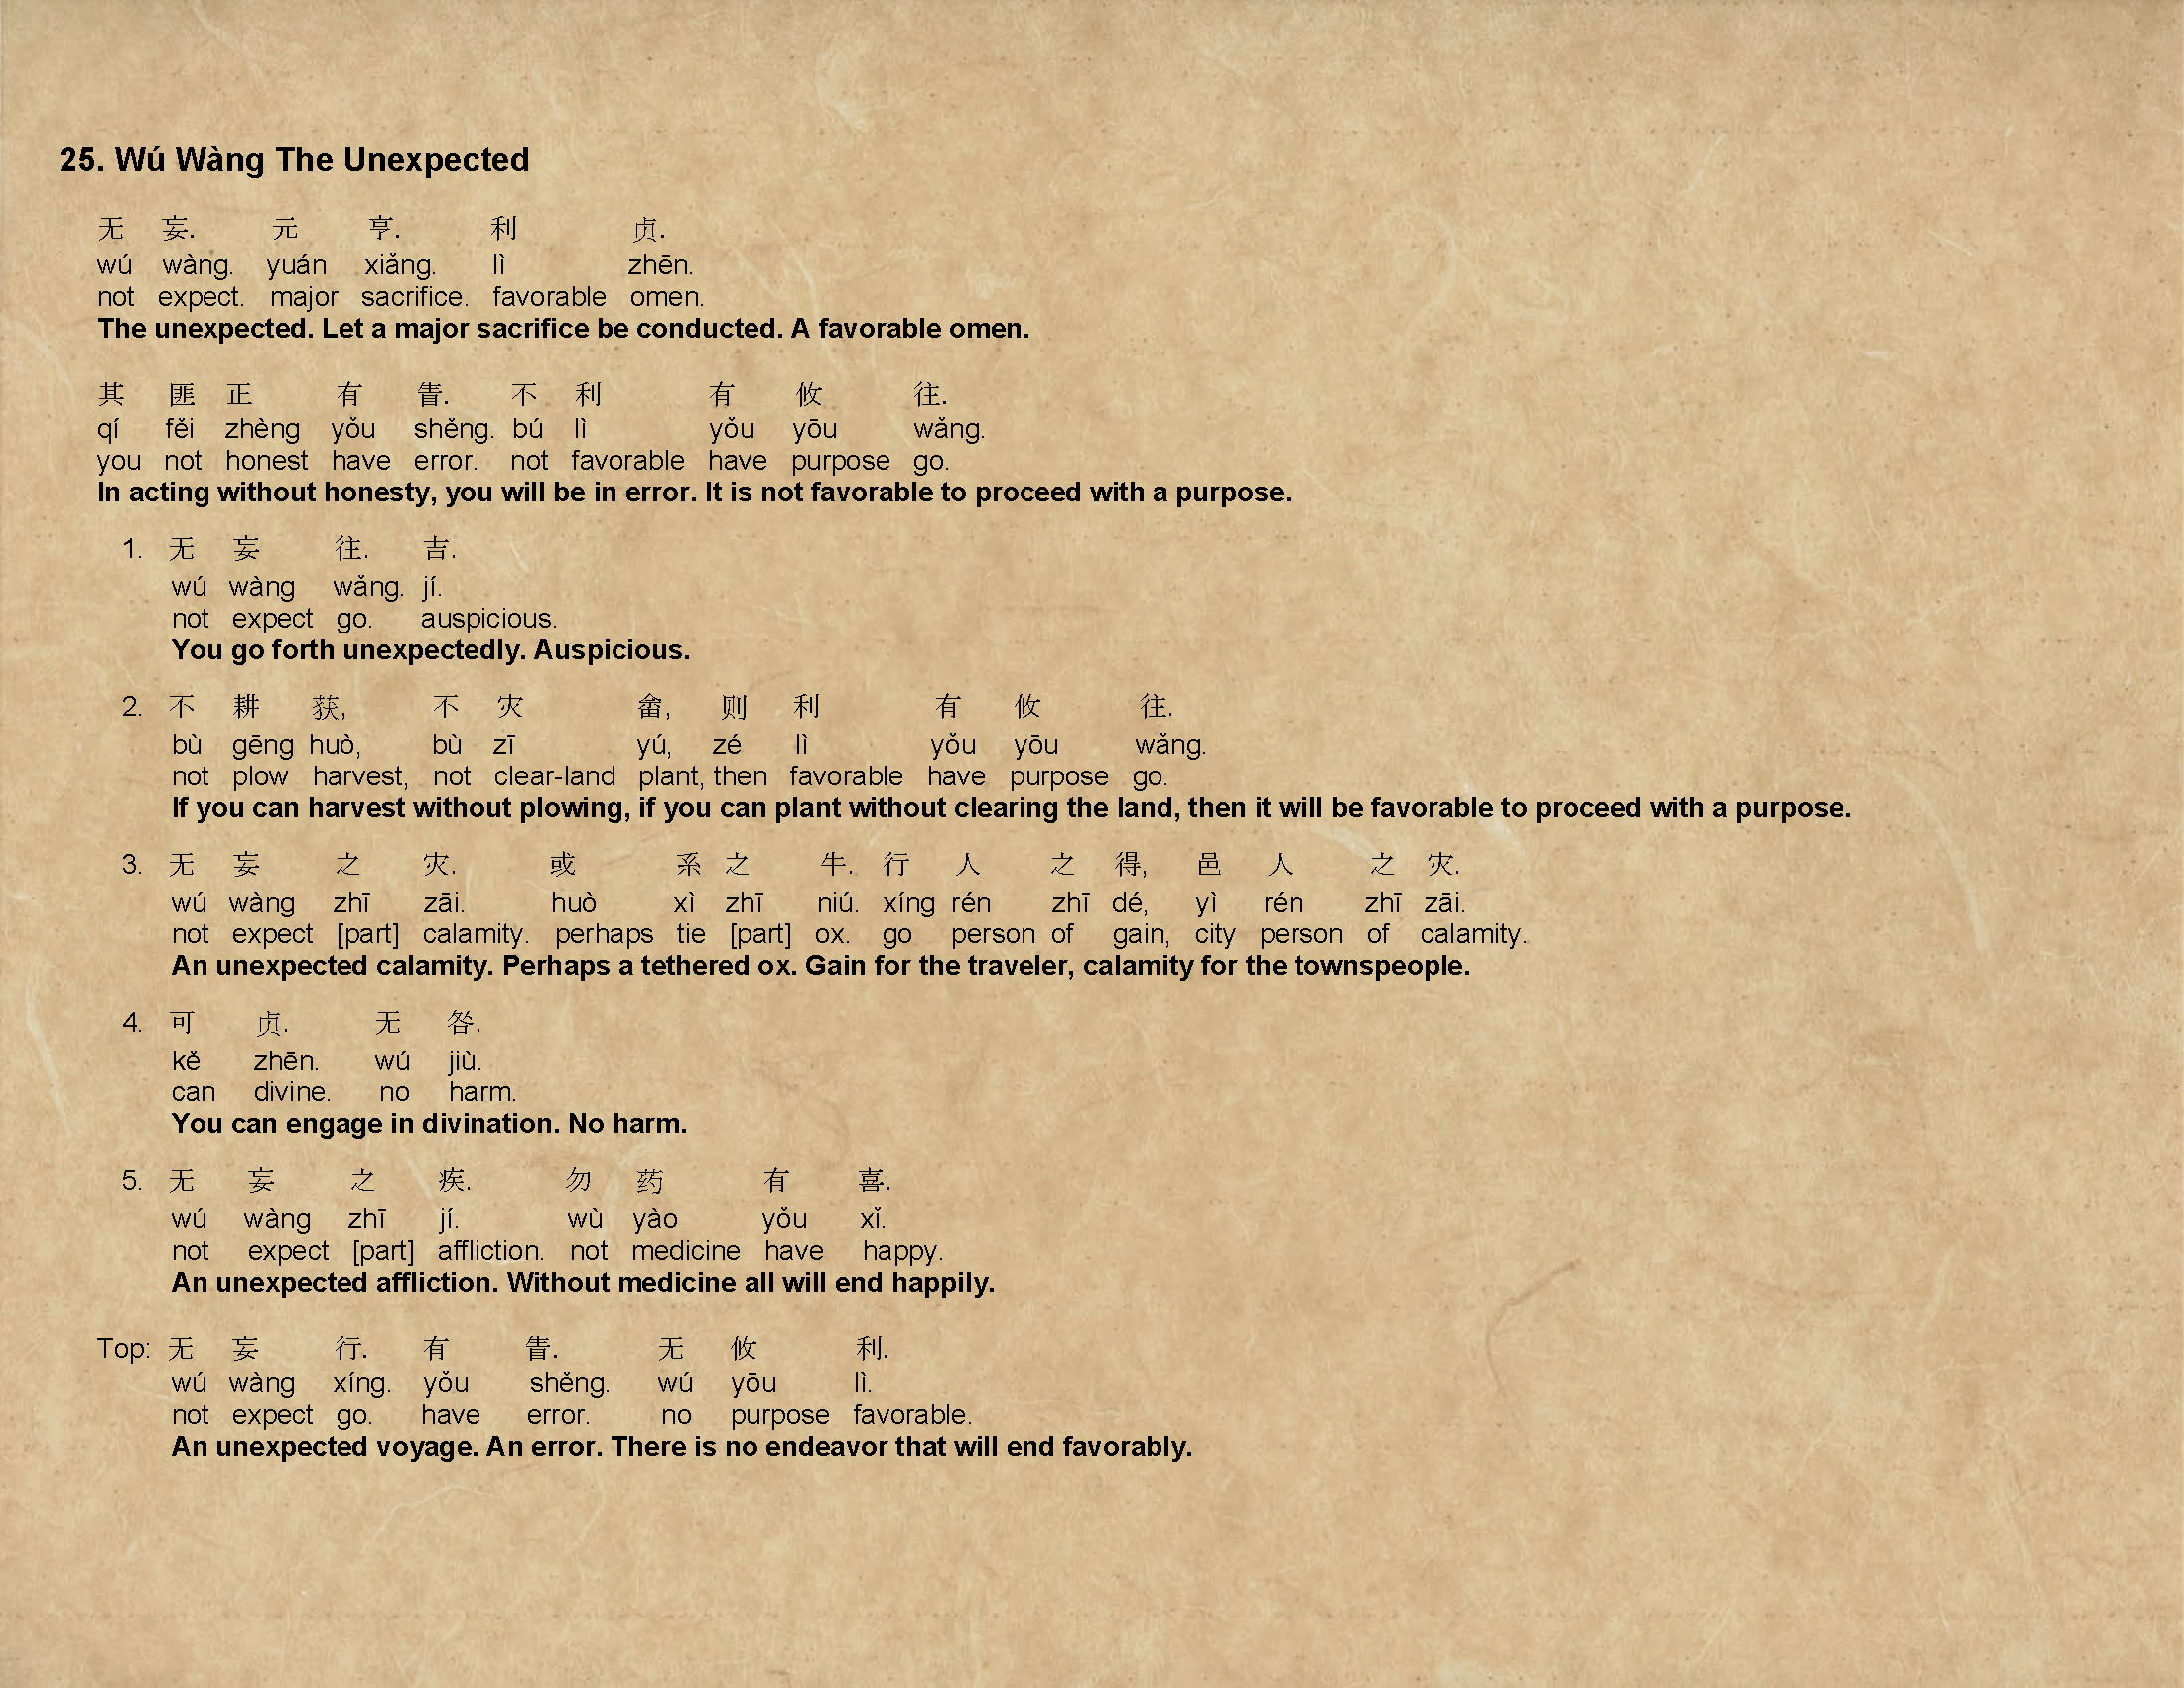 25. Wú Wàng The Unexpected
无 妄. 元 亨. 利 贞.
wú wàng. yuán xiǎng. lì zhēn.
not expect. major sacrifice. favorable omen.
The unexpected. Let a major sacrifice be conducted. A favorable omen.
其 匪 正 有 眚. 不 利 有 攸 往.
qí fěi zhèng yǒu shěng. bú lì yǒu yōu wǎng.
you not honest have error. not favorable have purpose go.
In acting without honesty, you will be in error. It is not favorable to proceed with a purpose.
1. 无 妄 往. 吉.
wú wàng wǎng. jí.
not expect go. auspicious.
You go forth unexpectedly. Auspicious.
2. 不 耕 获, 不 灾 畬, 则 利 有 攸 往.
bù gēng huò, bù zī yú, zé lì yǒu yōu wǎng.
not plow harvest, not clear-land plant, then favorable have purpose go.
If you can harvest without plowing, if you can plant without clearing the land, then it will be favorable to proceed with a purpose.
3. 无 妄 之 灾. 或 系 之 牛. 行 人 之 得, 邑 人 之 灾.
wú wàng zhī zāi. huò xì zhī niú. xíng rén zhī dé, yì rén zhī zāi.
not expect [part] calamity. perhaps tie [part] ox. go person of gain, city person of calamity.
An unexpected calamity. Perhaps a tethered ox. Gain for the traveler, calamity for the townspeople.
4. 可 贞. 无 咎.
kě zhēn. wú jiù.
can divine. no harm.
You can engage in divination. No harm.
5. 无 妄 之 疾. 勿 药 有 喜.
wú wàng zhī jí. wù yào yǒu xǐ.
not expect [part] affliction. not medicine have happy.
An unexpected affliction. Without medicine all will end happily.
Top: 无 妄 行. 有 眚. 无 攸 利.
wú wàng xíng. yǒu shěng. wú yōu lì.
not expect go. have error. no purpose favorable.
An unexpected voyage. An error. There is no endeavor that will end favorably.